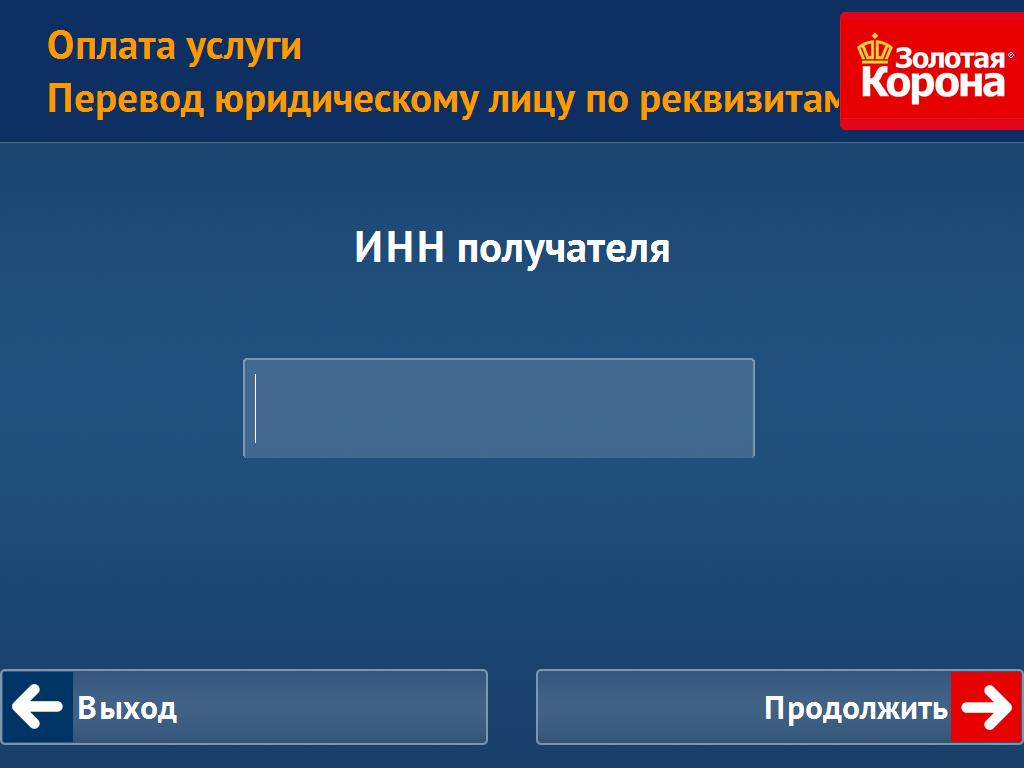 Оплата услуги
Перевод юридическому лицу по реквизитам
Золотая
Корона
ИНН получателя
Выход
Продолжить